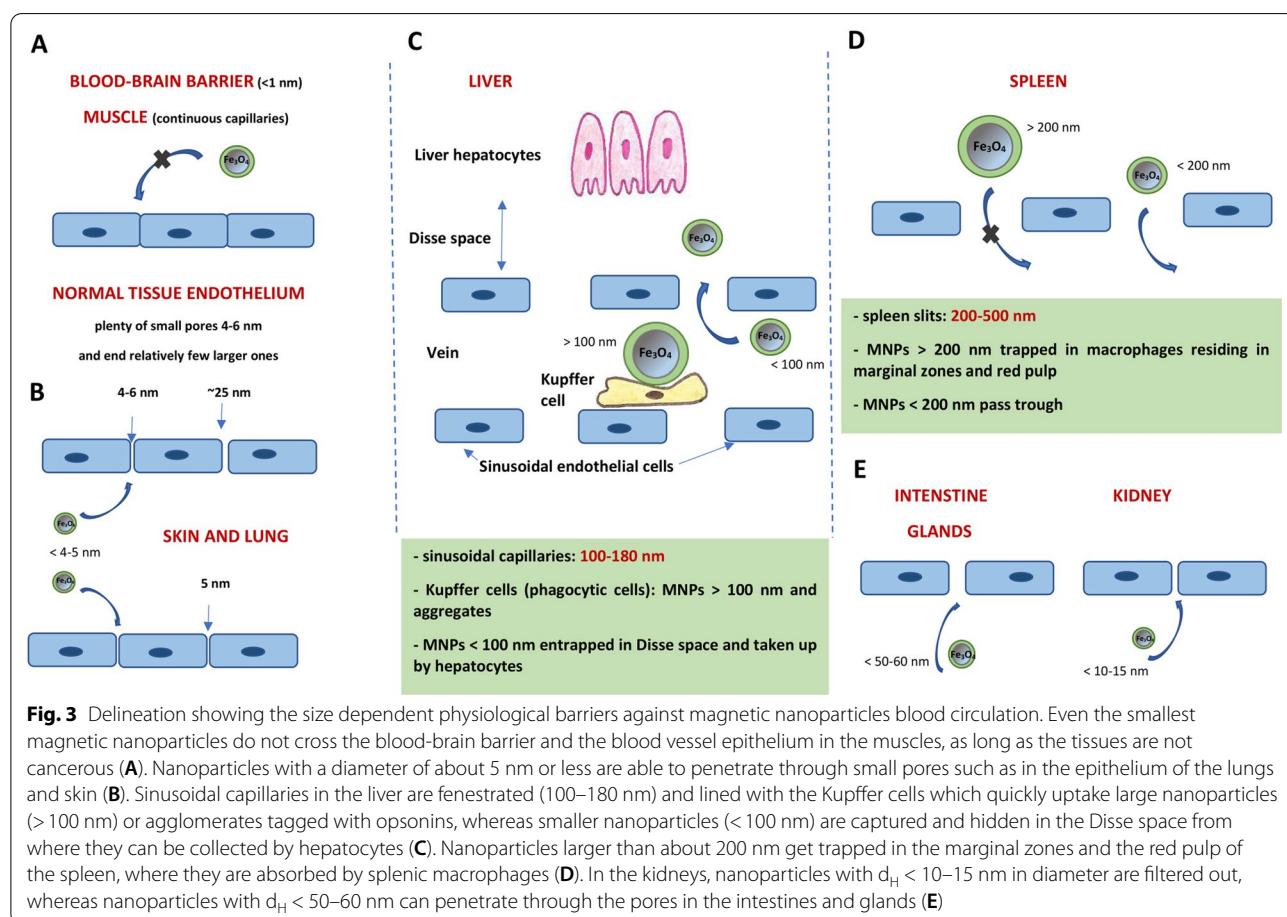 A
BLOOD-BRAIN BARRIER (<1 nm)
MUSCLE (continuous capillaries)
Fe₃O₄
NORMAL TISSUE ENDOTHELIUM
plenty of small pores 4-6 nm
and end relatively few larger ones
B
4-6 nm
~25 nm
Fe₃O₄
< 4-5 nm
SKIN AND LUNG
Fe₃O₄
5 nm
C
LIVER
Liver hepatocytes
Disse space
Fe₃O₄
Vein
> 100 nm
Fe₃O₄
Fe₃O₄
< 100 nm
Kupffer
cell
Sinusoidal endothelial cells
- sinusoidal capillaries: 100-180 nm
- Kupffer cells (phagocytic cells): MNPs > 100 nm and
aggregates
- MNPs < 100 nm entrapped in Disse space and taken up
by hepatocytes
D
SPLEEN
> 200 nm
Fe₃O₄
< 200 nm
Fe₃O₄
- spleen slits: 200-500 nm
- MNPs > 200 nm trapped in macrophages residing in
marginal zones and red pulp
- MNPs < 200 nm pass trough
E
INTENSTINE
GLANDS
KIDNEY
< 50-60 nm
Fe₃O₄
Fe₃O₄
< 10-15 nm
Fig. 3 Delineation showing the size dependent physiological barriers against magnetic nanoparticles blood circulation. Even the smallest
magnetic nanoparticles do not cross the blood-brain barrier and the blood vessel epithelium in the muscles, as long as the tissues are not
cancerous (A). Nanoparticles with a diameter of about 5 nm or less are able to penetrate through small pores such as in the epithelium of the lungs
and skin (B). Sinusoidal capillaries in the liver are fenestrated (100–180 nm) and lined with the Kupffer cells which quickly uptake large nanoparticles
(> 100 nm) or agglomerates tagged with opsonins, whereas smaller nanoparticles (< 100 nm) are captured and hidden in the Disse space from
where they can be collected by hepatocytes (C). Nanoparticles larger than about 200 nm get trapped in the marginal zones and the red pulp of
the spleen, where they are absorbed by splenic macrophages (D). In the kidneys, nanoparticles with d_H < 10–15 nm in diameter are filtered out,
whereas nanoparticles with d_H < 50–60 nm can penetrate through the pores in the intestines and glands (E)